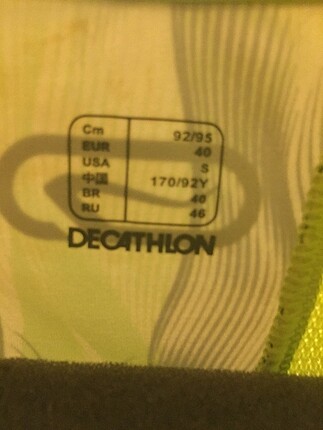 Cm 92/95
EUR 40
USA S
中国 170/92Y
BR 40
RU 46
DECATHLON